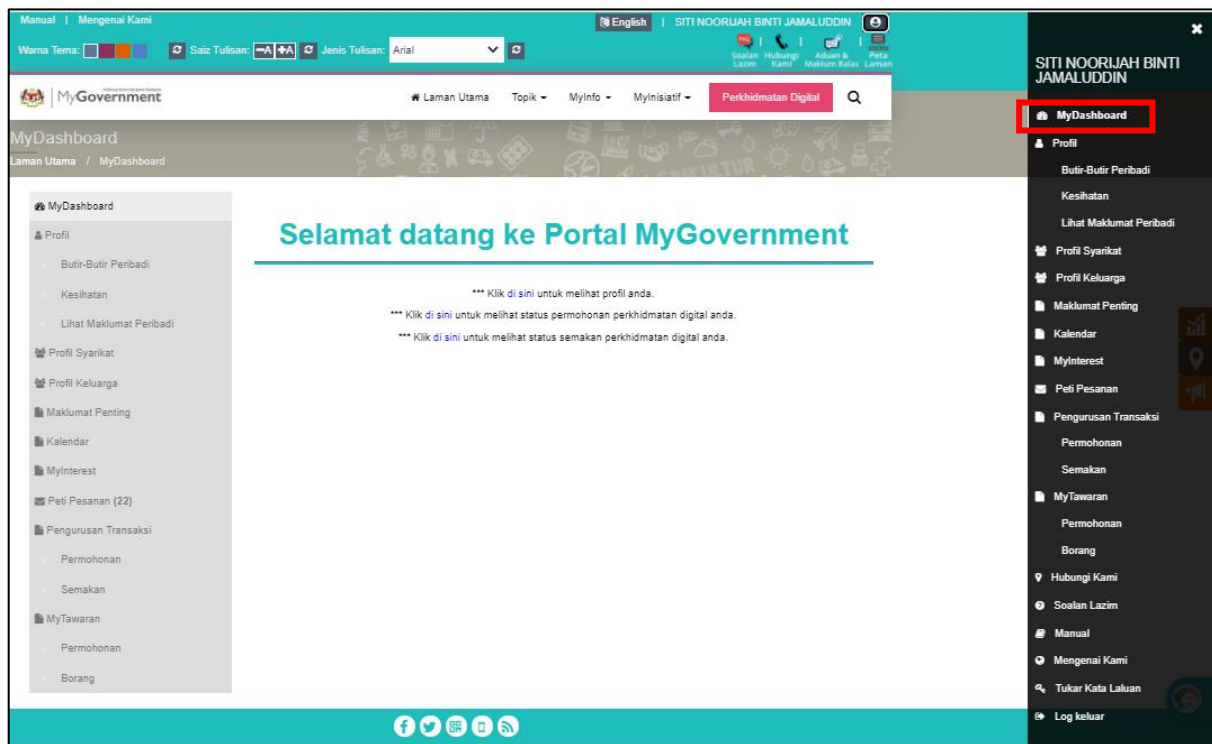 Manual | Mengenai Kami
English | SITI NOORIJAH BINTI JAMALUDDIN
Warna Tema: Saiz Tulisan: -A +A Jenis Tulisan: Arial
Soalan Lazim
Hubungi Kami
Aduan & Maklum Balas
Peta Laman
MyGovernment
Laman Utama Topik MyInfo MyInisiatif Perkhidmatan Digital
MyDashboard
Laman Utama / MyDashboard
MyDashboard
Profil
Butir-Butir Peribadi
Kesihatan
Lihat Maklumat Peribadi
Profil Syarikat
Profil Keluarga
Maklumat Penting
Kalendar
MyInterest
Peti Pesanan (22)
Pengurusan Transaksi
Permohonan
Semakan
MyTawaran
Permohonan
Borang
Selamat datang ke Portal MyGovernment
*** Klik di sini untuk melihat profil anda.
*** Klik di sini untuk melihat status permohonan perkhidmatan digital anda.
*** Klik di sini untuk melihat status semakan perkhidmatan digital anda.
SITI NOORIJAH BINTI
JAMALUDDIN
MyDashboard
Profil
Butir-Butir Peribadi
Kesihatan
Lihat Maklumat Peribadi
Profil Syarikat
Profil Keluarga
Maklumat Penting
Kalendar
MyInterest
Peti Pesanan
Pengurusan Transaksi
Permohonan
Semakan
MyTawaran
Permohonan
Borang
Hubungi Kami
Soalan Lazim
Manual
Mengenai Kami
Tukar Kata Laluan
Log keluar